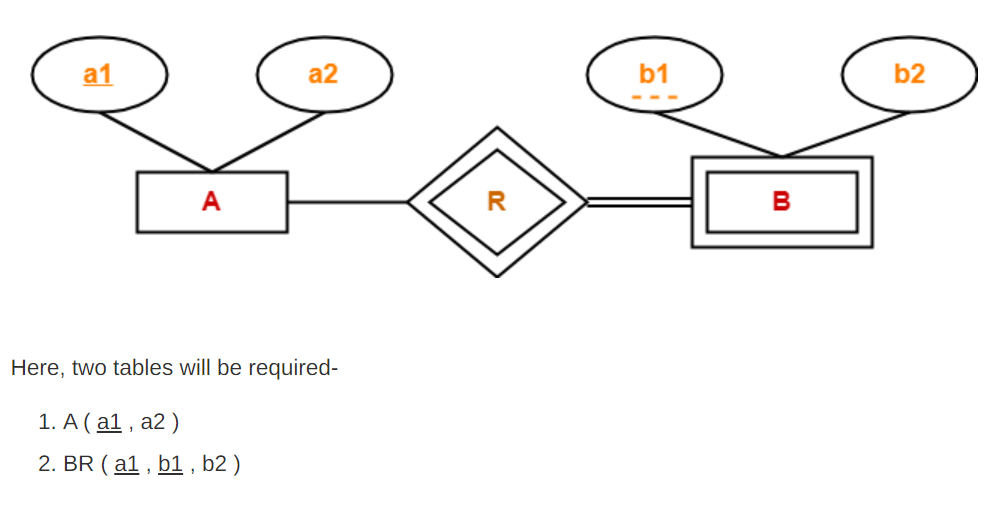 a1 a2 b1 b2
A R B
Here, two tables will be required-
1. A ( a1 , a2 )
2. BR ( a1 , b1 , b2 )